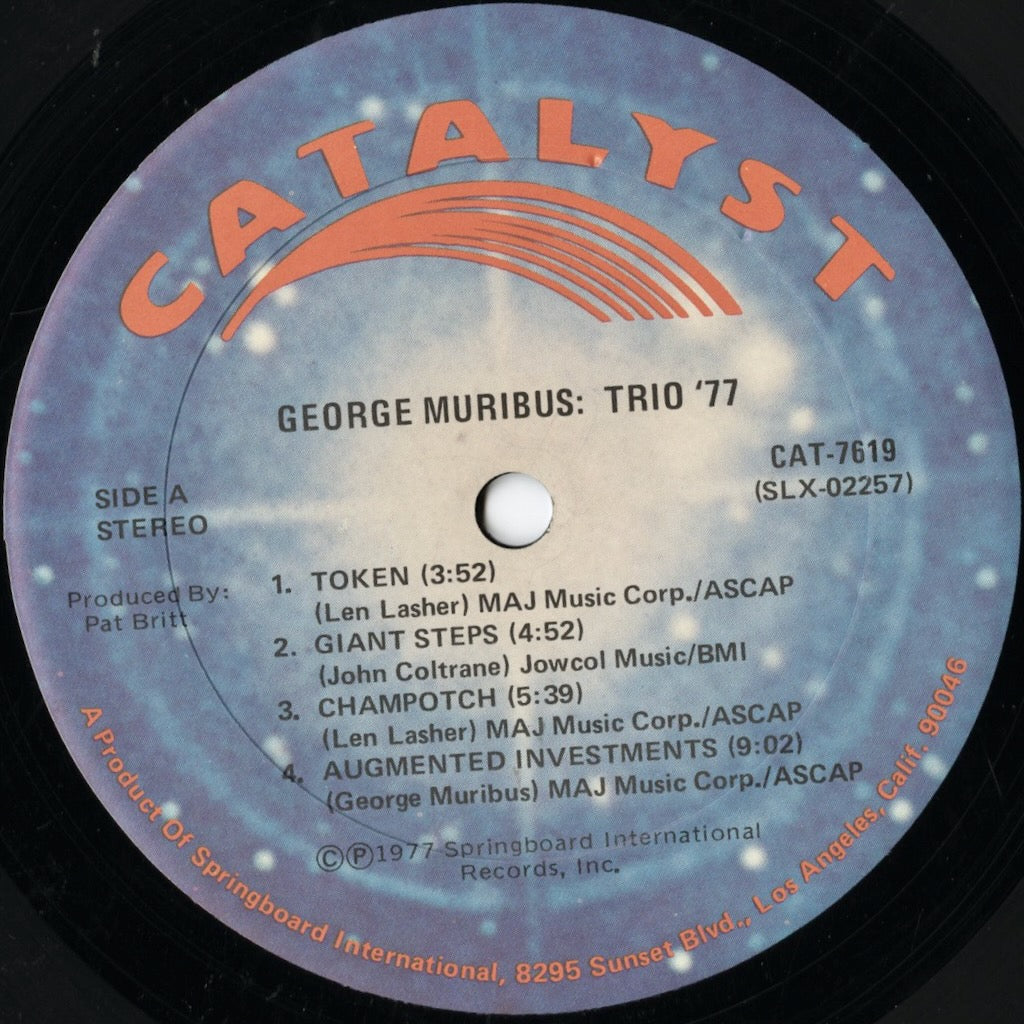 CATALYST
GEORGE MURIBUS: TRIO '77
CAT-7619
(SLX-02257)
SIDE A
STEREO
Produced By:
Pat Britt
1. TOKEN (3:52)
(Len Lasher) MAJ Music Corp./ASCAP
2. GIANT STEPS (4:52)
(John Coltrane) Jowcol Music/BMI
3. CHAMPOTCH (5:39)
(Len Lasher) MAJ Music Corp./ASCAP
4. AUGMENTED INVESTMENTS (9:02)
(George Muribus) MAJ Music Corp./ASCAP
©℗1977 Springboard International
Records, Inc.
A Product Of Springboard International, 8295 Sunset Blvd., Los Angeles, Calif. 90046